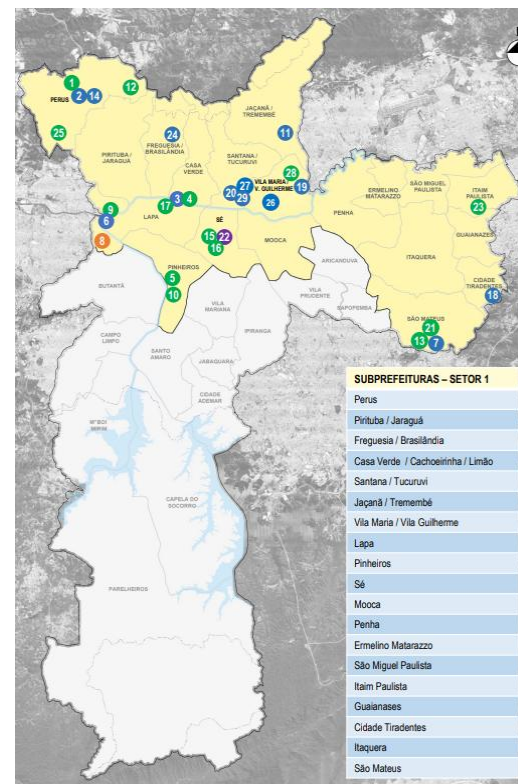 1
PERUS
2
14
12
25
PIRITUBA /
JARAGUÁ
24
FREGUESIA /
BRASILÂNDIA
CASA
VERDE
JAÇANÃ /
TREMEMBÉ
11
SANTANA /
TUCURUVI
28
27
VILA MARIA /
V. GUILHERME
19
20
29
26
17
3
4
9
6
LAPA
8
SÉ
15
22
16
MOOCA
PENHA
ERMELINO
MATARAZZO
SÃO MIGUEL
PAULISTA
ITAIM
PAULISTA
23
GUAIANAZES
ITAQUERA
CIDADE
TIRADENTES
18
SÃO MATEUS
21
13
7
PINHEIROS
5
10
ARICANDUVA
BUTANTÃ
VILA
MARIANA
VILA
PRUDENTE
SAPOPEMBA
IPIRANGA
CAMPO
LIMPO
SANTO
AMARO
JABAQUARA
CIDADE
ADEMAR
M'BOI
MIRIM
CAPELA DO
SOCORRO
PARELHEIROS
SUBPREFEITURAS – SETOR 1
Perus
Pirituba / Jaraguá
Freguesia / Brasilândia
Casa Verde / Cachoeirinha / Limão
Santana / Tucuruvi
Jaçanã / Tremembé
Vila Maria / Vila Guilherme
Lapa
Pinheiros
Sé
Mooca
Penha
Ermelino Matarazzo
São Miguel Paulista
Itaim Paulista
Guaianases
Cidade Tiradentes
Itaquera
São Mateus